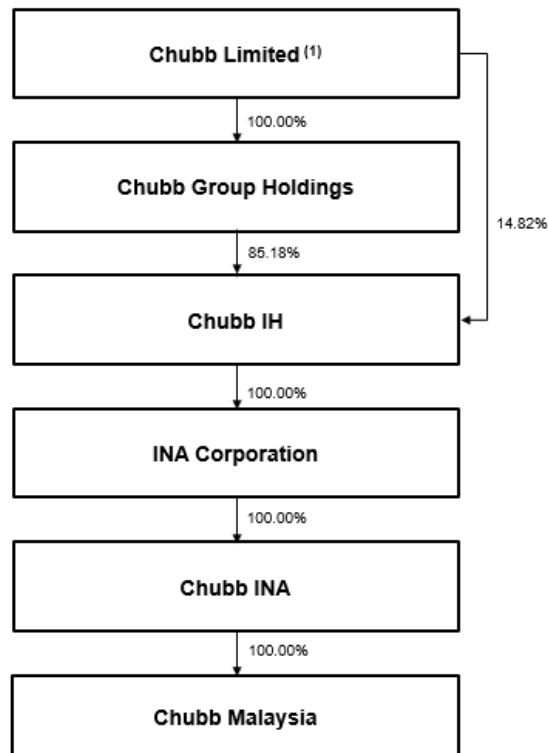 Chubb Limited (1)
100.00%
Chubb Group Holdings
14.82%
85.18%
Chubb IH
100.00%
INA Corporation
100.00%
Chubb INA
100.00%
Chubb Malaysia